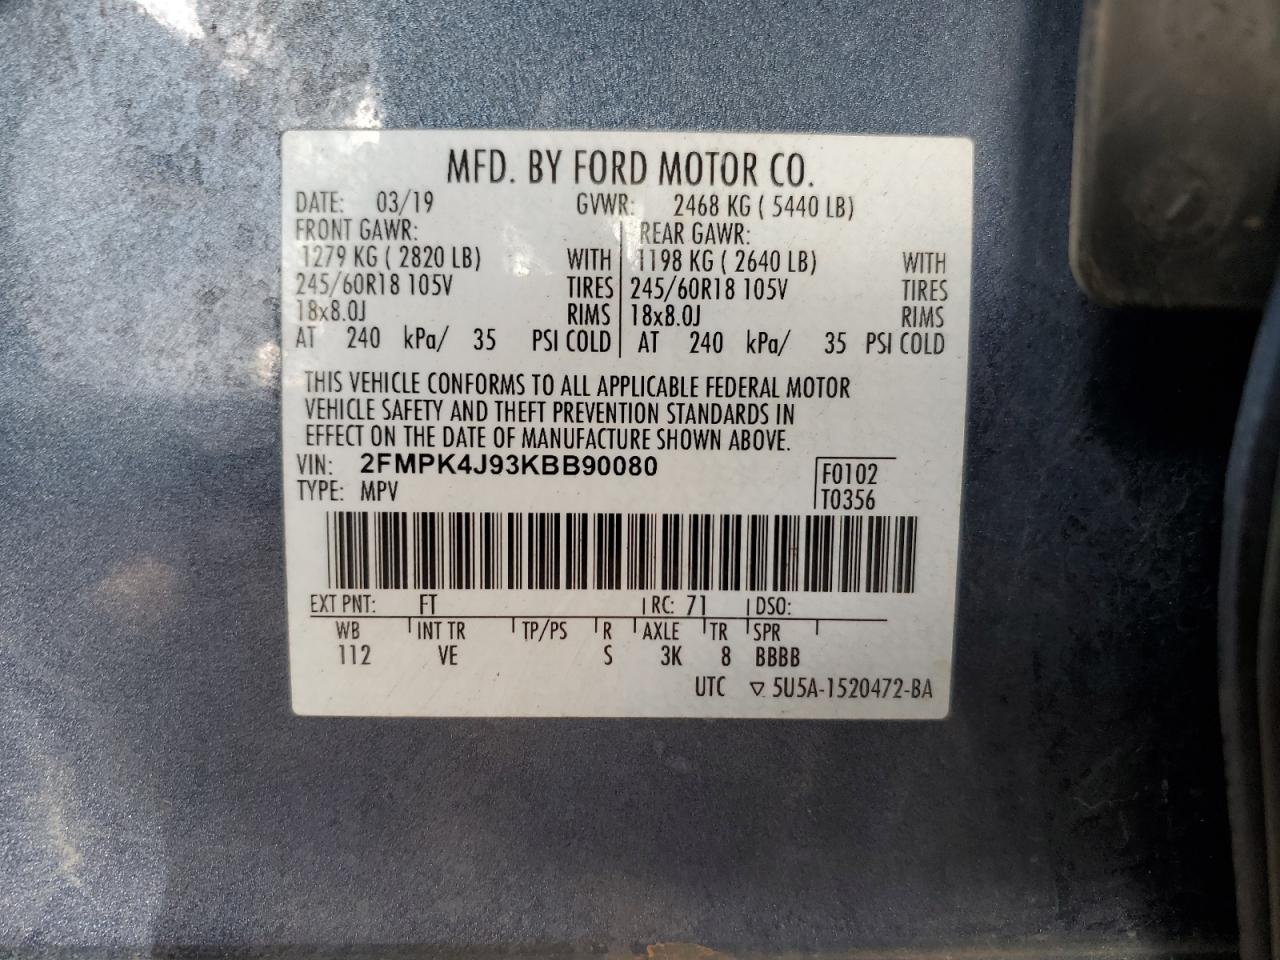 MFD. BY FORD MOTOR CO.
DATE: 03/19 GVWR: 2468 KG ( 5440 LB)
FRONT GAWR: REAR GAWR:
1279 KG ( 2820 LB) WITH 1198 KG ( 2640 LB) WITH
245/60R18 105V TIRES 245/60R18 105V TIRES
18x8.0J RIMS 18x8.0J RIMS
AT 240 kPa/ 35 PSI COLD AT 240 kPa/ 35 PSI COLD
THIS VEHICLE CONFORMS TO ALL APPLICABLE FEDERAL MOTOR
VEHICLE SAFETY AND THEFT PREVENTION STANDARDS IN
EFFECT ON THE DATE OF MANUFACTURE SHOWN ABOVE.
VIN: 2FMPK4J93KBB90080 F0102
TYPE: MPV T0356
EXT PNT: FT RC: 71 DSO:
WB INT TR TP/PS R AXLE TR SPR
112 VE S 3K 8 BBBB
UTC ▽ 5U5A-1520472-BA